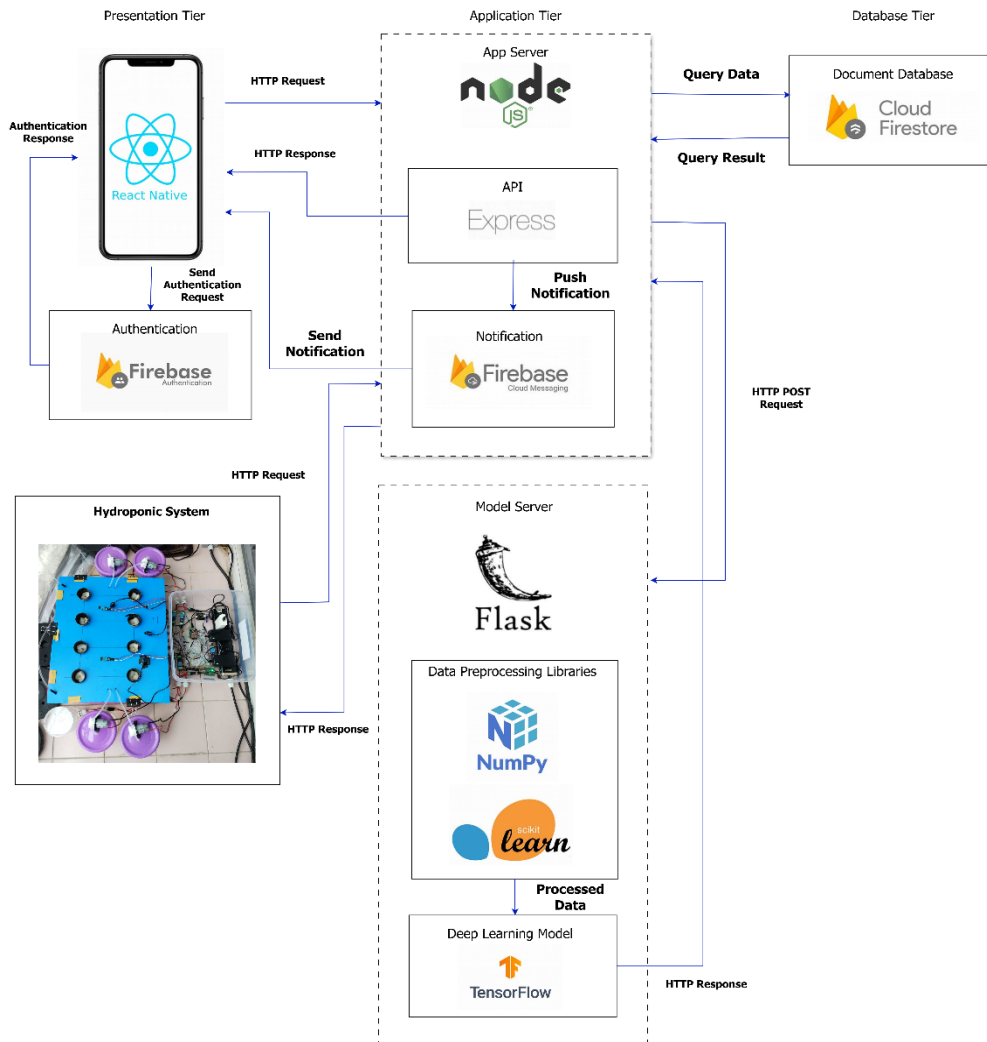 Presentation Tier
Application Tier
Database Tier
App Server
node
JS
HTTP Request
Query Data
Document Database
Cloud
Firestore
Authentication
Response
React Native
HTTP Response
Query Result
API
Express
Send
Authentication
Request
Push
Notification
Authentication
Firebase
Authentication
Send
Notification
Notification
Firebase
Cloud Messaging
HTTP POST
Request
HTTP Request
Hydroponic System
Model Server
Flask
Data Preprocessing Libraries
NumPy
HTTP Response
scikit
learn
Processed
Data
Deep Learning Model
TensorFlow
HTTP Response